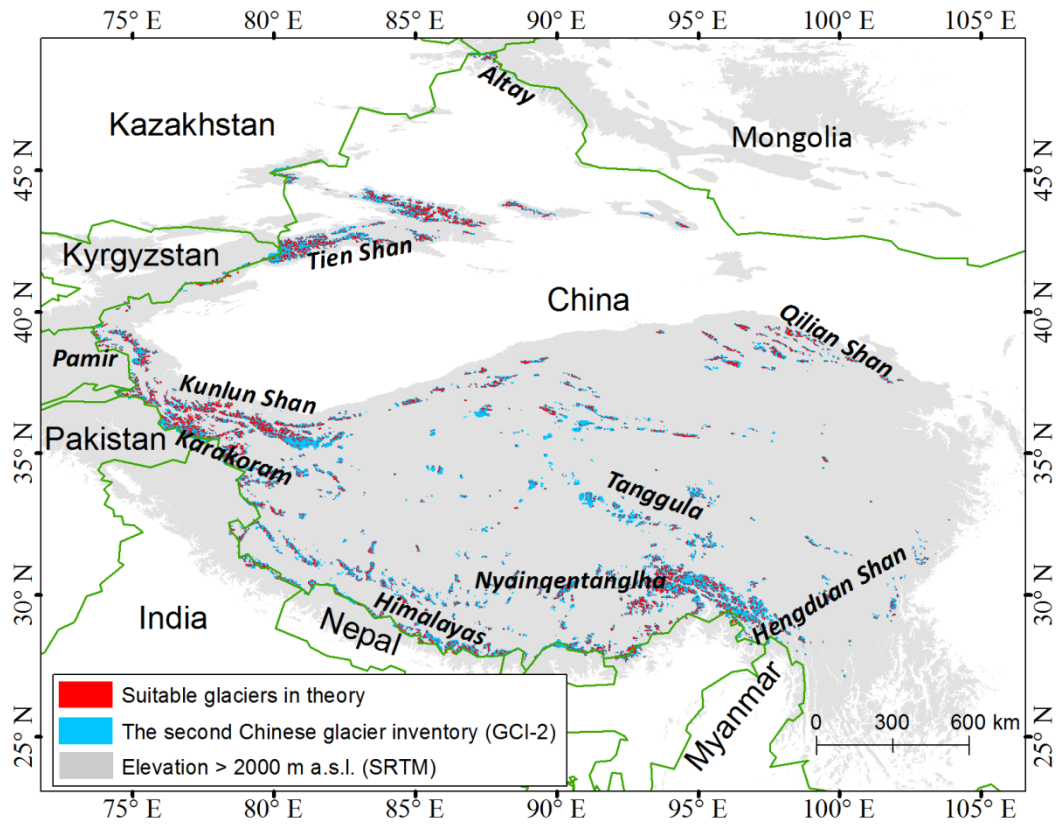 75° E 80° E 85° E 90° E 95° E 100° E 105° E
Altay
Kazakhstan
Mongolia
45° N
45° N
Kyrgyzstan
Tien Shan
China
40° N
40° N
Qilian Shan
Pamir
Kunlun Shan
Pakistan
Karakoram
35° N
35° N
Tanggula
Nyainqentanglha
Hengduan Shan
30° N
30° N
India
Himalayas
Nepal
Myanmar
Suitable glaciers in theory
The second Chinese glacier inventory (GCI-2)
Elevation > 2000 m a.s.l. (SRTM)
0 300 600 km
25° N
25° N
75° E 80° E 85° E 90° E 95° E 100° E 105° E